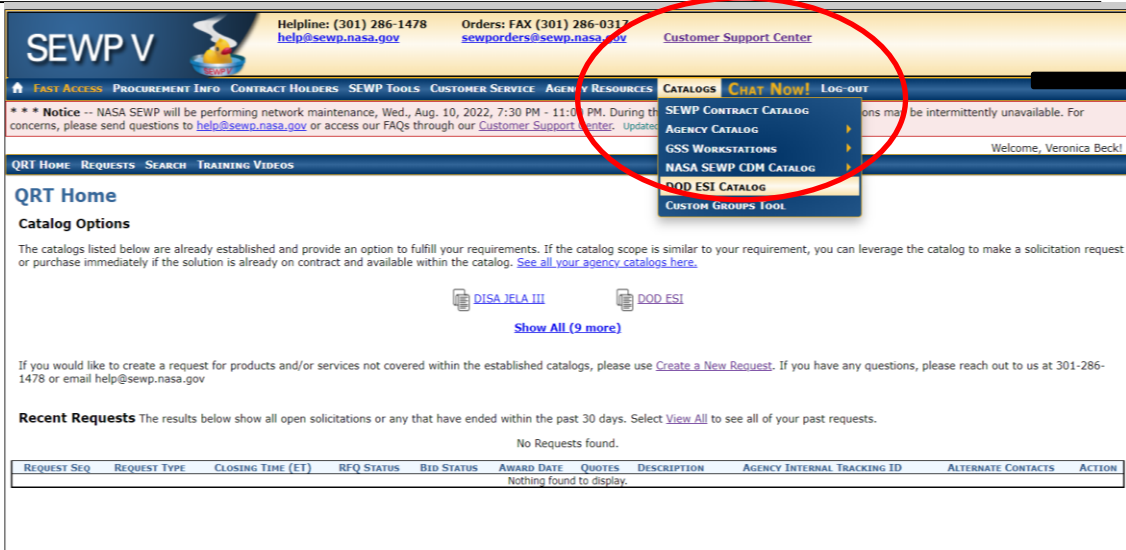 SEWP V
SEWP V
Helpline: (301) 286-1478
help@sewp.nasa.gov
Orders: FAX (301) 286-0317
seworders@sewp.nasa.gov
Customer Support Center
FAST ACCESS PROCUREMENT INFO CONTRACT HOLDERS SEWP TOOLS CUSTOMER SERVICE AGENCY RESOURCES CATALOGS CHAT NOW! LOG-OUT
* * * Notice -- NASA SEWP will be performing network maintenance, Wed., Aug. 10, 2022, 7:30 PM - 11:00 PM. During th ons may be intermittently unavailable. For
concerns, please send questions to help@sewp.nasa.gov or access our FAQs through our Customer Support Center. Updated
SEWP CONTRACT CATALOG
AGENCY CATALOG
GSS WORKSTATIONS
NASA SEWP CDM CATALOG
DOD ESI CATALOG
CUSTOM GROUPS TOOL
Welcome, Veronica Beck!
QRT HOME REQUESTS SEARCH TRAINING VIDEOS
QRT Home
Catalog Options
The catalogs listed below are already established and provide an option to fulfill your requirements. If the catalog scope is similar to your requirement, you can leverage the catalog to make a solicitation request
or purchase immediately if the solution is already on contract and available within the catalog. See all your agency catalogs here.
DISA JELA III
DOD ESI
Show All (9 more)
If you would like to create a request for products and/or services not covered within the established catalogs, please use Create a New Request. If you have any questions, please reach out to us at 301-286-
1478 or email help@sewp.nasa.gov
Recent Requests The results below show all open solicitations or any that have ended within the past 30 days. Select View All to see all of your past requests.
No Requests found.
REQUEST SEQ REQUEST TYPE CLOSING TIME (ET) RFQ STATUS BID STATUS AWARD DATE QUOTES DESCRIPTION AGENCY INTERNAL TRACKING ID ALTERNATE CONTACTS ACTION
Nothing found to display.